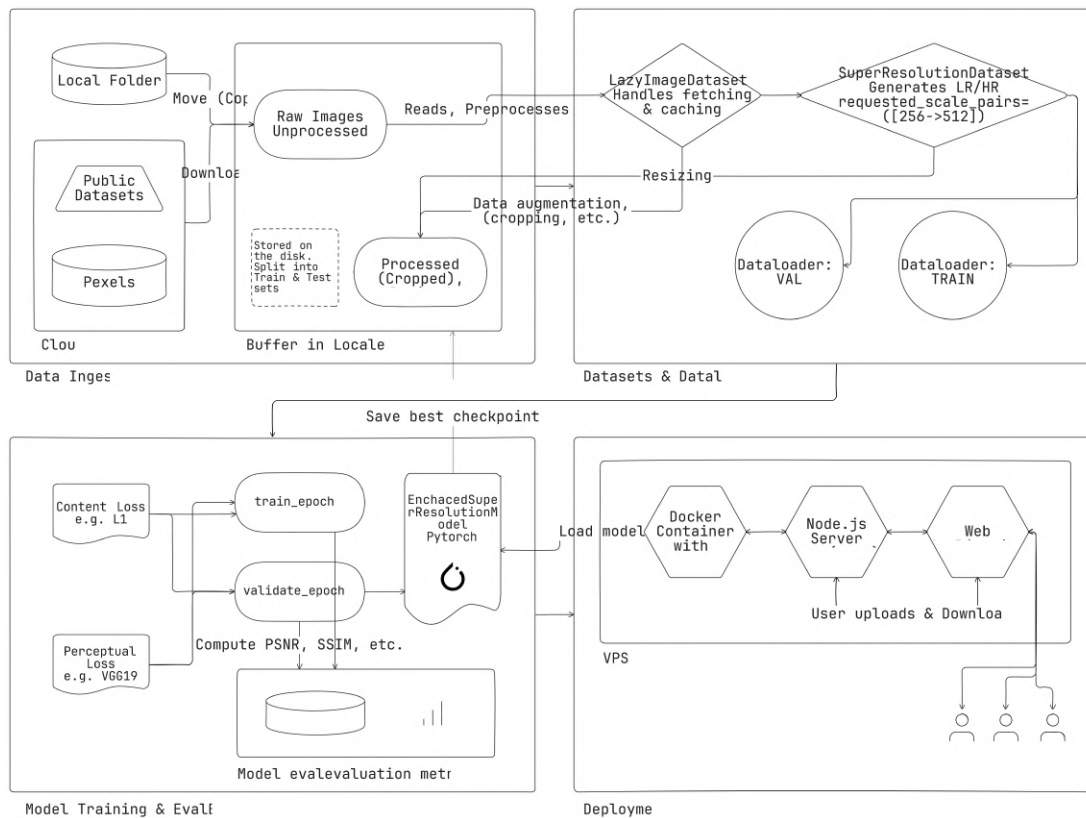 Local Folder
Move (Cop
Raw Images
Unprocessed
Reads, Preprocesses
Public
Datasets
Downloa
Pexels
Stored on
the disk.
Split into
Train & Test
sets
Processed
(Cropped),
Clou
Buffer in Locale
Data Inges
LazyImageDataset
Handles fetching
& caching
SuperResolutionDataset
Generates LR/HR
requested_scale_pairs=
([256->512])
Resizing
Data augmentation,
(cropping, etc.)
Dataloader:
VAL
Dataloader:
TRAIN
Datasets & Datal
Save best checkpoint
Content Loss
e.g. L1
train_epoch
EnchacedSupe
rResolutionM
odel
Pytorch
validate_epoch
Compute PSNR, SSIM, etc.
Perceptual
Loss
e.g. VGG19
Model evalevaluation metr
Model Training & Eval
Load model
Docker
Container
with
Node.js
Server
Web
User uploads & Downloa
VPS
Deployme